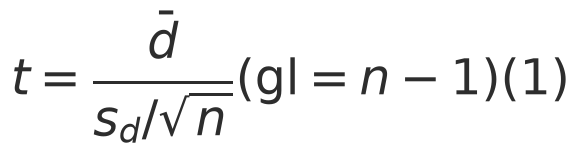 t = d̄ / (s_d/√n) (gl = n − 1)(1)